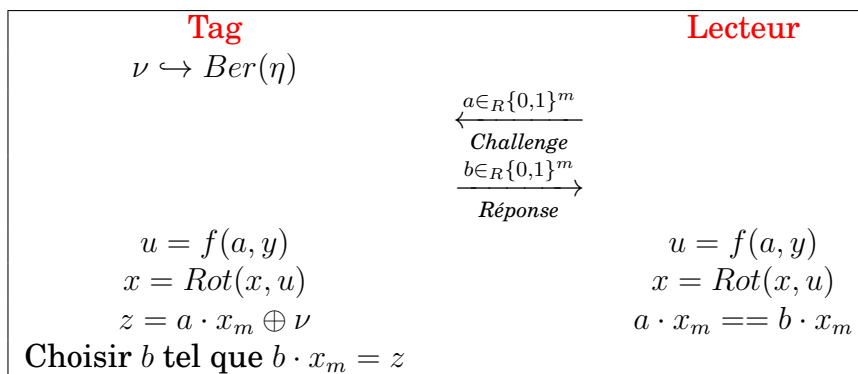 Tag Lecteur
ν ↪ Ber(η)
a∈_R{0,1}^m
Challenge
b∈_R{0,1}^m
Réponse
u = f(a, y) u = f(a, y)
x = Rot(x, u) x = Rot(x, u)
z = a · x_m ⊕ ν a · x_m == b · x_m
Choisir b tel que b · x_m = z